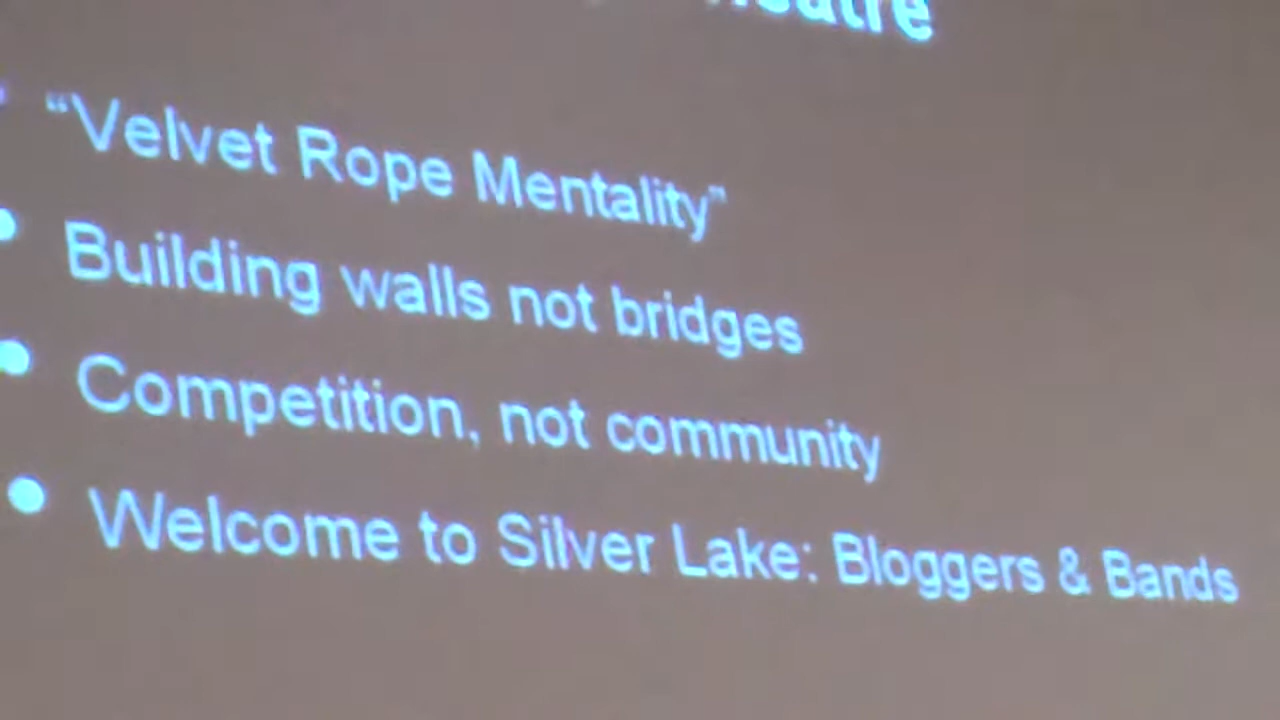 “Velvet Rope Mentality”
Building walls not bridges
Competition, not community
Welcome to Silver Lake: Bloggers & Bands